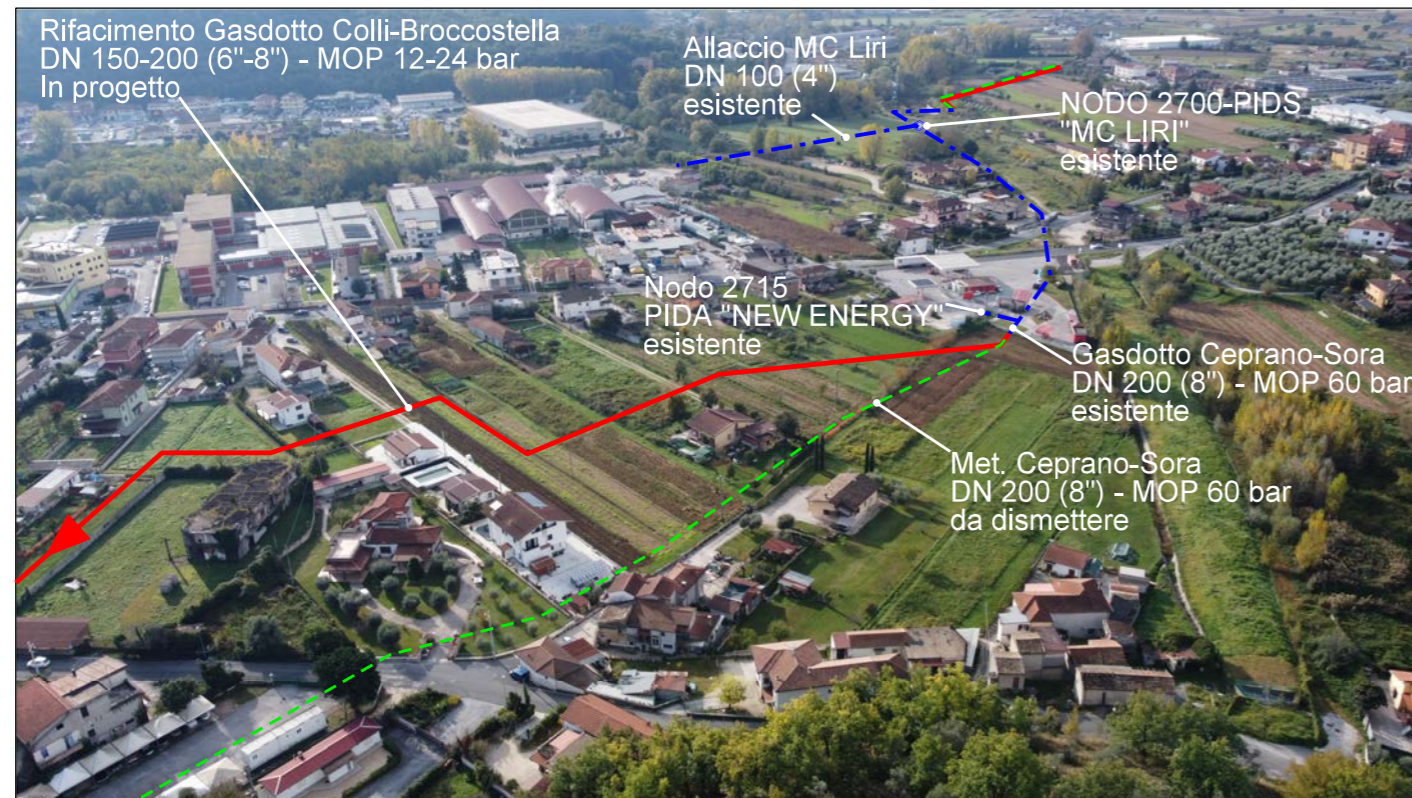 Rifacimento Gasdotto Colli-Broccostella
DN 150-200 (6"-8") - MOP 12-24 bar
In progetto
Allaccio MC Liri
DN 100 (4")
esistente
NODO 2700-PIDS
"MC LIRI"
esistente
Nodo 2715
PIDA "NEW ENERGY"
esistente
Gasdotto Ceprano-Sora
DN 200 (8") - MOP 60 bar
esistente
Met. Ceprano-Sora
DN 200 (8") - MOP 60 bar
da dismettere